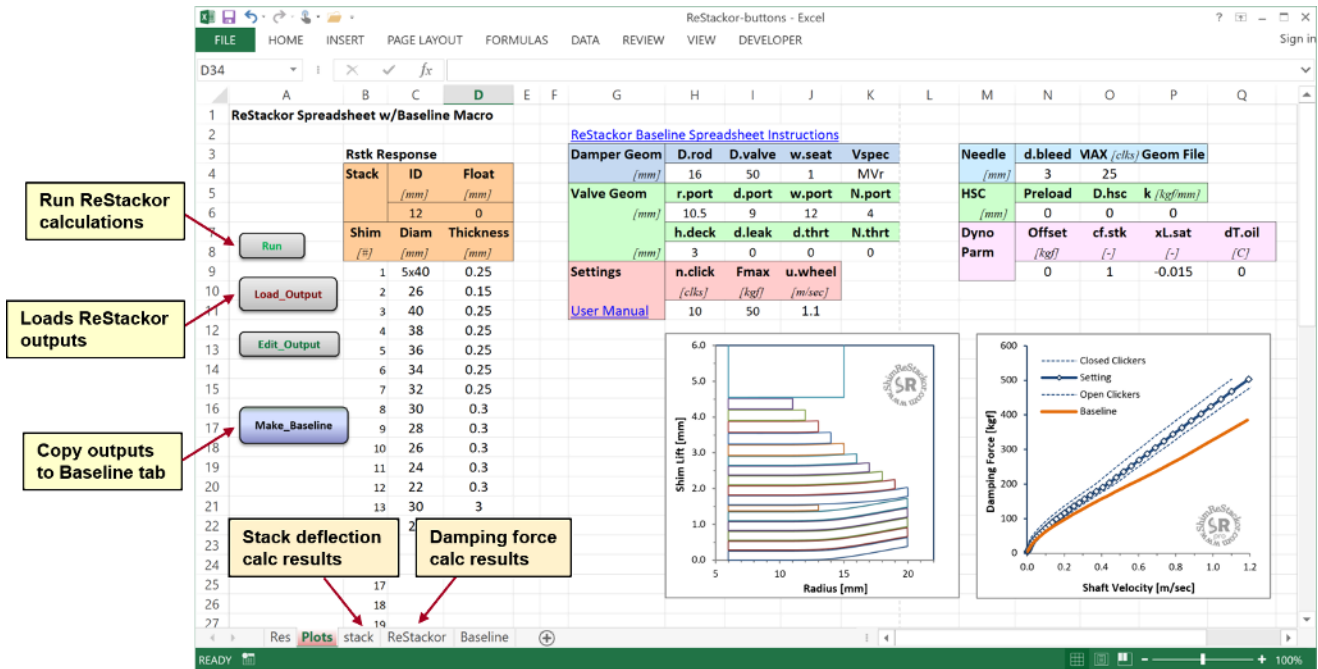 ReStackor-buttons - Excel
Sign in
FILE HOME INSERT PAGE LAYOUT FORMULAS DATA REVIEW VIEW DEVELOPER
D34 fx
A B C D E F G H I J K L M N O P Q
1 ReStackor Spreadsheet w/Baseline Macro
2 ReStackor Baseline Spreadsheet Instructions
3 Rstk Response Damper Geom D.rod D.valve w.seat Vspec Needle d.bleed MAX [clks] Geom File
4 Stack ID Float [mm] 16 50 1 MVr [mm] 3 25
5 [mm] [mm] Valve Geom r.port d.port w.port N.port HSC Preload D.hsc k [kgf/mm]
6 12 0 [mm] 10.5 9 12 4 [mm] 0 0 0
7 Shim Diam Thickness h.deck d.leak d.thrt N.thrt Dyno Offset cf.stk xL.sat dT.oil
8 [#] [mm] [mm] [mm] 3 0 0 0 Parm [kgf] [-] [-] [C]
9 1 5x40 0.25 Settings n.click Fmax u.wheel 0 1 -0.015 0
10 2 26 0.15 [clks] [kgf] [m/sec]
11 3 40 0.25 User Manual 10 50 1.1
12 4 38 0.25
13 5 36 0.25
14 6 34 0.25
15 7 32 0.25
16 8 30 0.3
17 9 28 0.3
18 10 26 0.3
19 11 24 0.3
20 12 22 0.3
21 13 30 3
22 2
23
24
25 17
26 18
27 19
Run
Load_Output
Edit_Output
Make_Baseline
Run ReStackor
calculations
Loads ReStackor
outputs
Copy outputs
to Baseline tab
Stack deflection
calc results
Damping force
calc results
6.0
5.0
4.0
3.0
2.0
1.0
0.0
Shim Lift [mm]
5 10 15 20
Radius [mm]
www.ShimReStackor.com
SR
600
500
400
300
200
100
0
Damping Force [kgf]
Closed Clickers
Setting
Open Clickers
Baseline
0.0 0.2 0.4 0.6 0.8 1.0 1.2
Shaft Velocity [m/sec]
www.ShimReStackor.com
SR
pro
Res Plots stack ReStackor Baseline
READY
100%